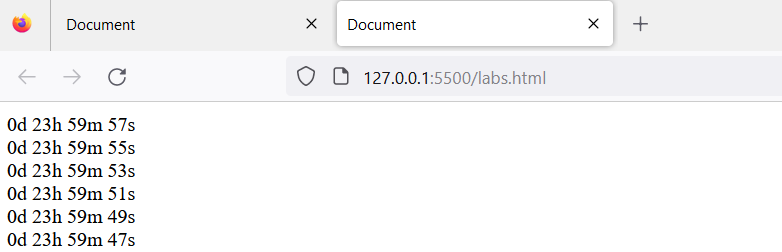 Document
Document
127.0.0.1:5500/labs.html
0d 23h 59m 57s
0d 23h 59m 55s
0d 23h 59m 53s
0d 23h 59m 51s
0d 23h 59m 49s
0d 23h 59m 47s